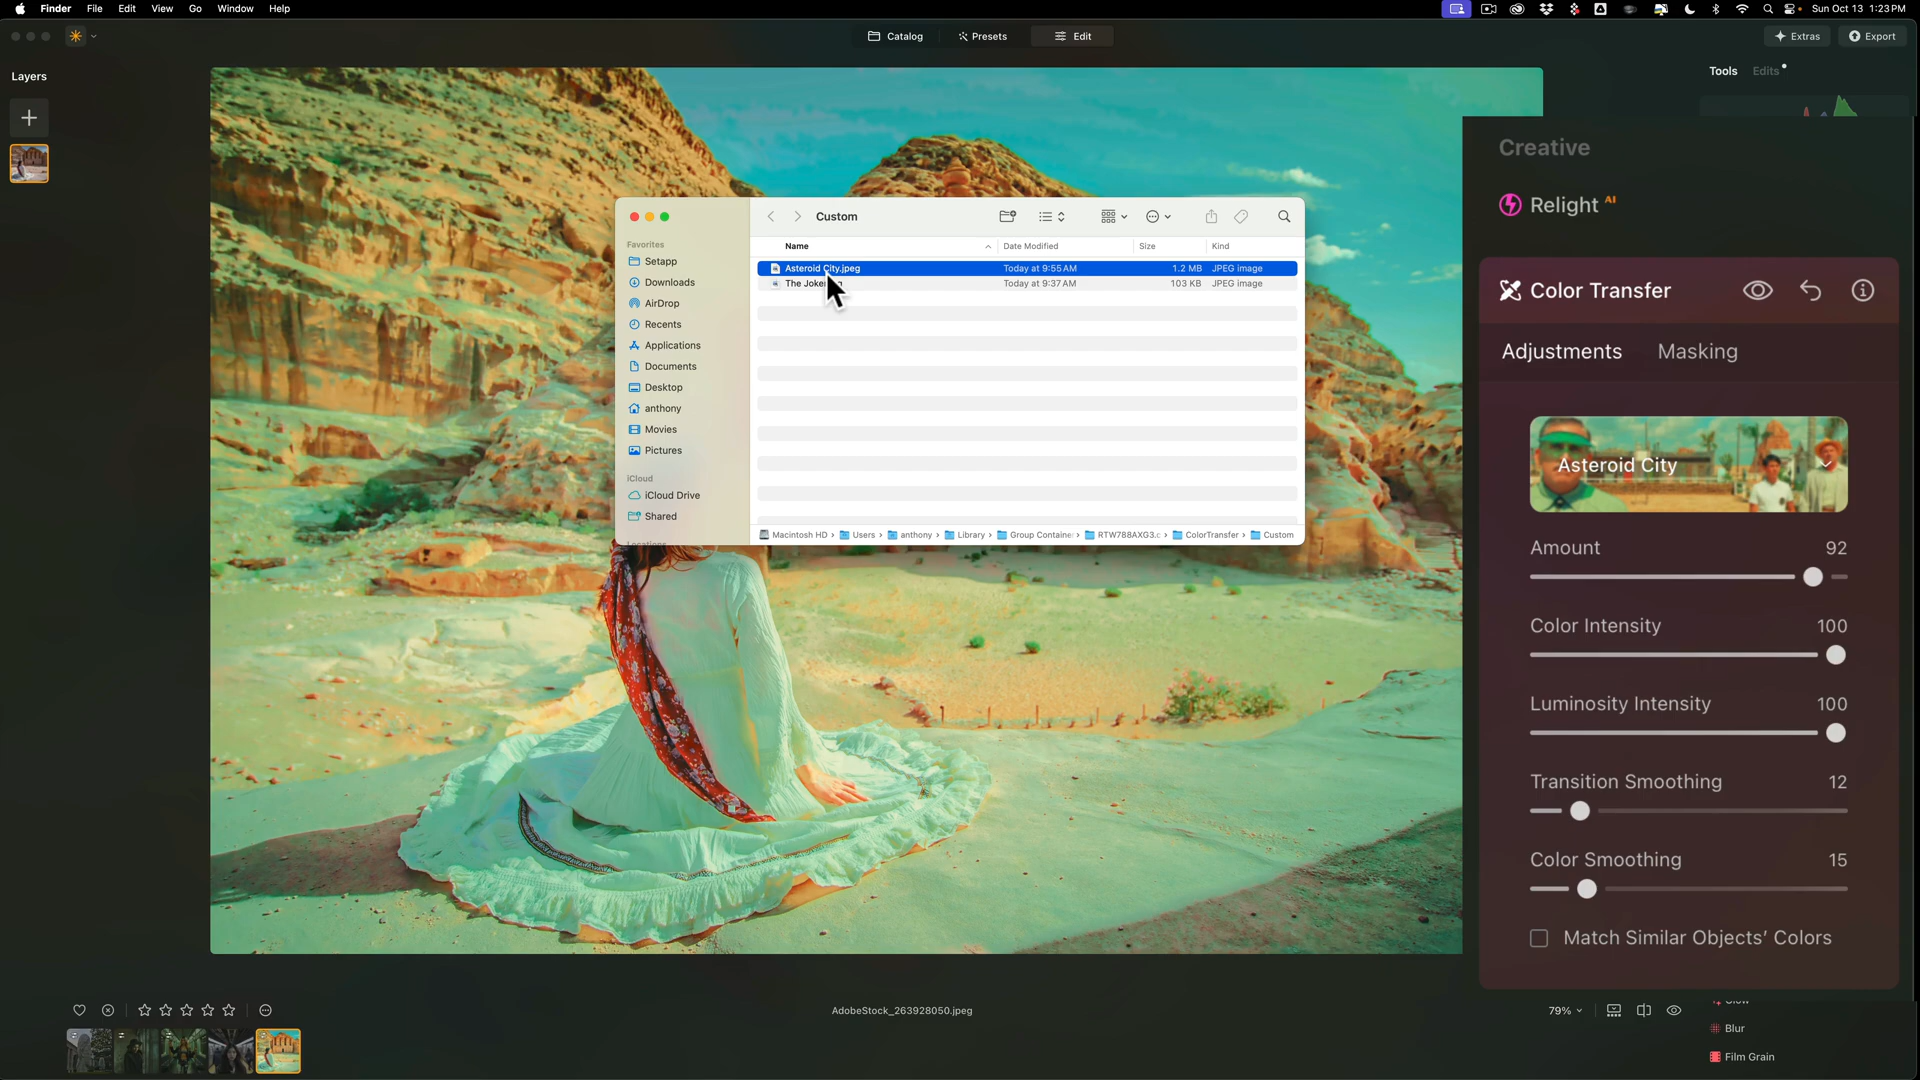 Finder File Edit View Go Window Help
Sun Oct 13 1:23 PM
Catalog Presets Edit
Extras Export
Layers
Tools Edits
Creative
Relight AI
Color Transfer
Adjustments Masking
Asteroid City
Amount 92
Color Intensity 100
Luminosity Intensity 100
Transition Smoothing 12
Color Smoothing 15
Match Similar Objects' Colors
Custom
Favorites
Setapp
Downloads
AirDrop
Recents
Applications
Documents
Desktop
anthony
Movies
Pictures
iCloud
iCloud Drive
Shared
Locations
Name Date Modified Size Kind
Asteroid City.jpeg Today at 9:55 AM 1.2 MB JPEG image
The Today at 9:37 AM 103 KB JPEG image
Macintosh HD › Users › anthony › Library › Group Container › RTW788AXG3.c › ColorTransfer › Custom
AdobeStock_263928050.jpeg
79%
Glow
Blur
Film Grain